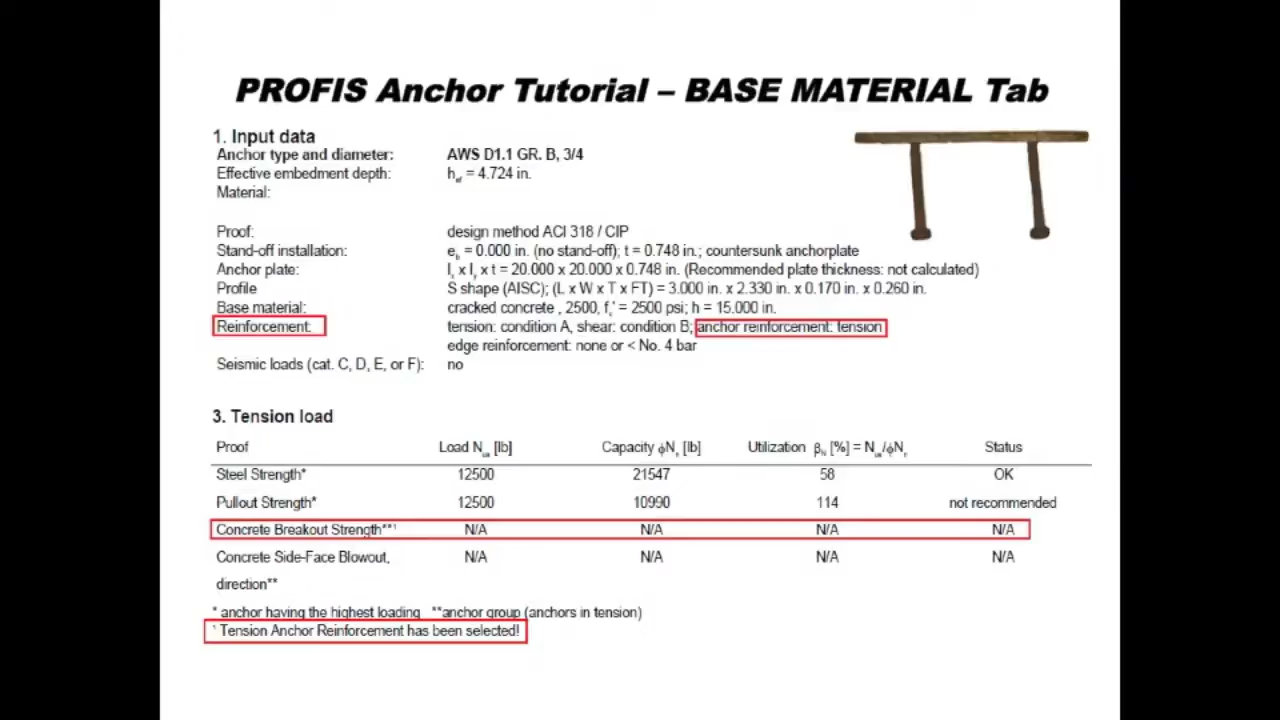 PROFIS Anchor Tutorial – BASE MATERIAL Tab
1. Input data
Anchor type and diameter: AWS D1.1 GR. B, 3/4
Effective embedment depth: hef = 4.724 in.
Material:
Proof: design method ACI 318 / CIP
Stand-off installation: eb = 0.000 in. (no stand-off); t = 0.748 in.; countersunk anchorplate
Anchor plate: lx x ly x t = 20.000 x 20.000 x 0.748 in. (Recommended plate thickness: not calculated)
Profile S shape (AISC); (L x W x T x FT) = 3.000 in. x 2.330 in. x 0.170 in. x 0.260 in.
Base material: cracked concrete , 2500, fc' = 2500 psi; h = 15.000 in.
Reinforcement: tension: condition A, shear: condition B; anchor reinforcement: tension
edge reinforcement: none or < No. 4 bar
Seismic loads (cat. C, D, E, or F): no
3. Tension load
Proof Load Nua [lb] Capacity ϕNn [lb] Utilization βN [%] = Nua/ϕNn Status
Steel Strength* 12500 21547 58 OK
Pullout Strength* 12500 10990 114 not recommended
Concrete Breakout Strength**¹ N/A N/A N/A N/A
Concrete Side-Face Blowout, N/A N/A N/A N/A
direction**
* anchor having the highest loading **anchor group (anchors in tension)
¹ Tension Anchor Reinforcement has been selected!